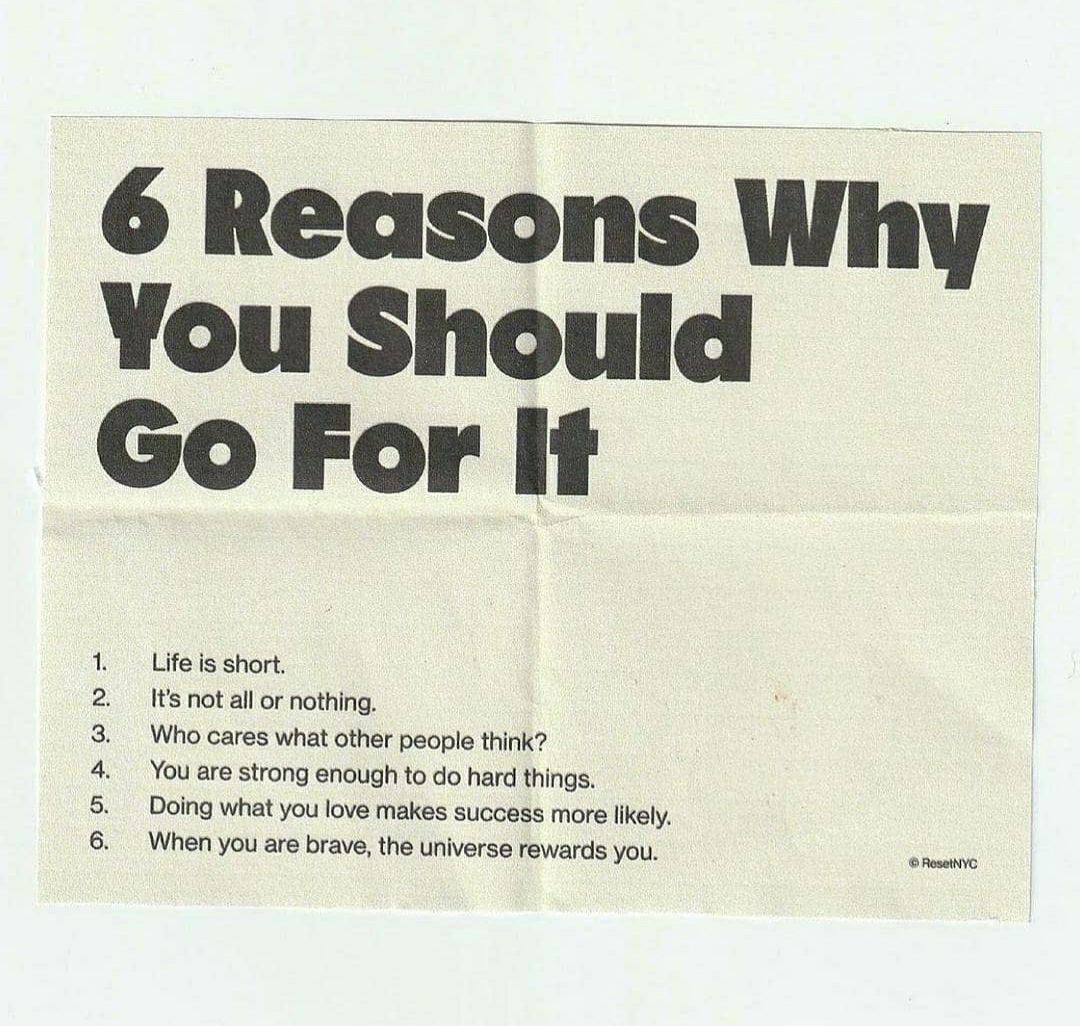 6 Reasons Why
You Should
Go For It
1. Life is short.
2. It's not all or nothing.
3. Who cares what other people think?
4. You are strong enough to do hard things.
5. Doing what you love makes success more likely.
6. When you are brave, the universe rewards you.
© ResetNYC